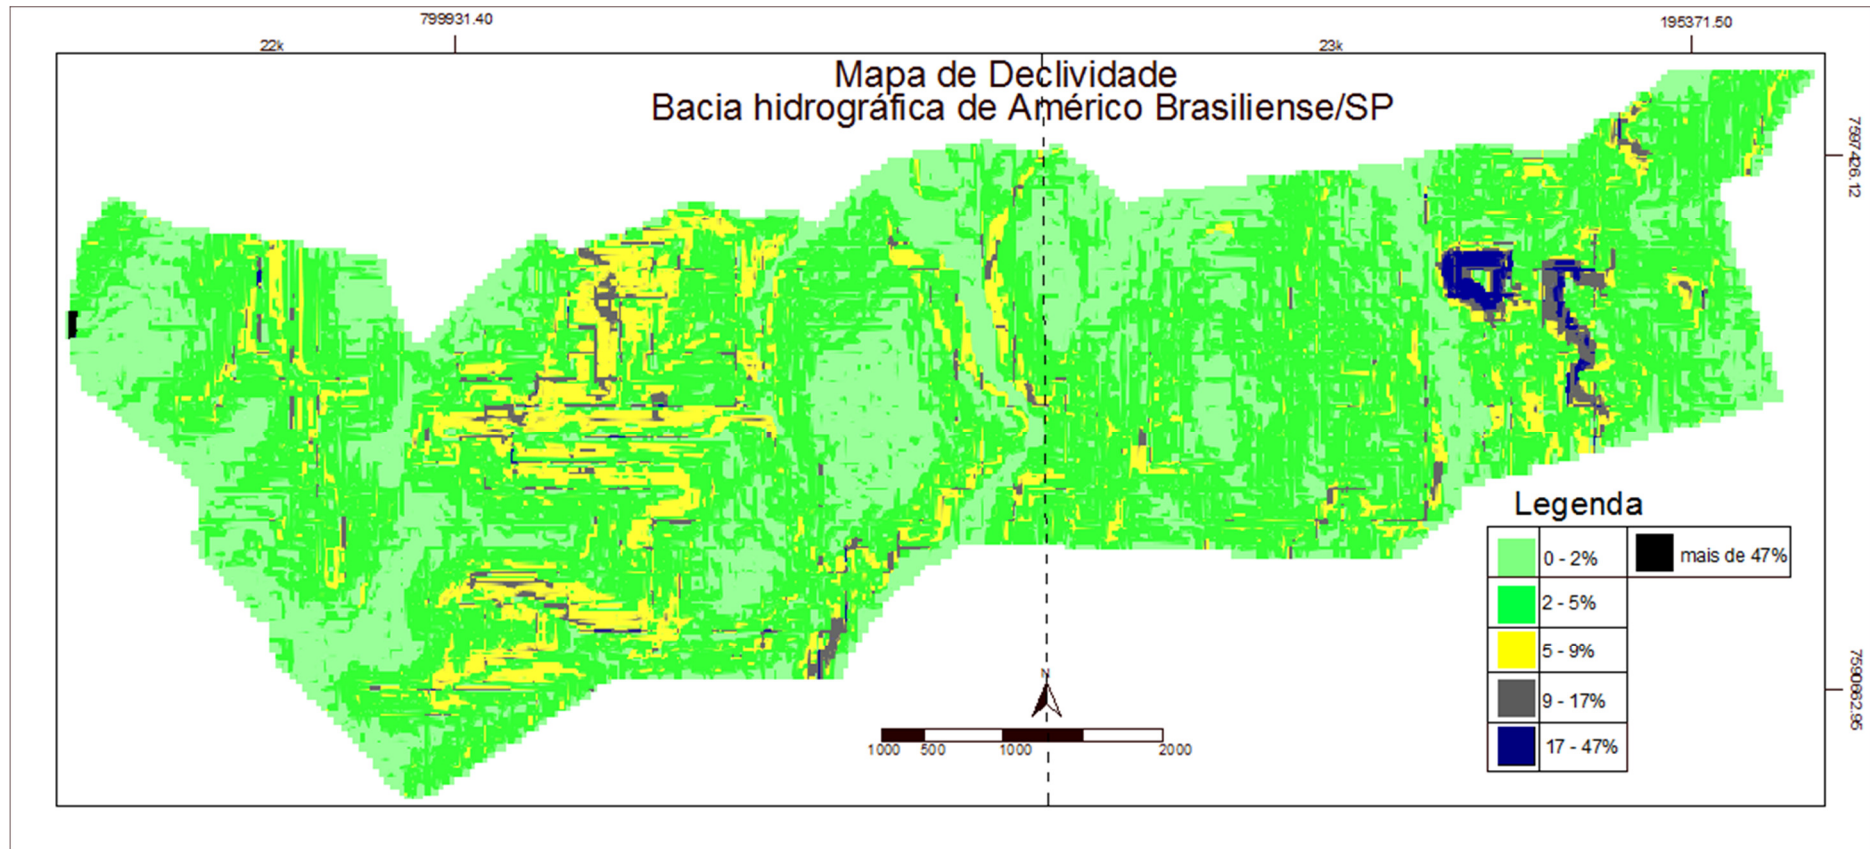 799931.40
195371.50
22k
23k
Mapa de Declividade
Bacia hidrográfica de Américo Brasiliense/SP
7597426.12
Legenda
0 - 2%
mais de 47%
2 - 5%
5 - 9%
9 - 17%
17 - 47%
7590662.95
N
1000 500 1000 2000